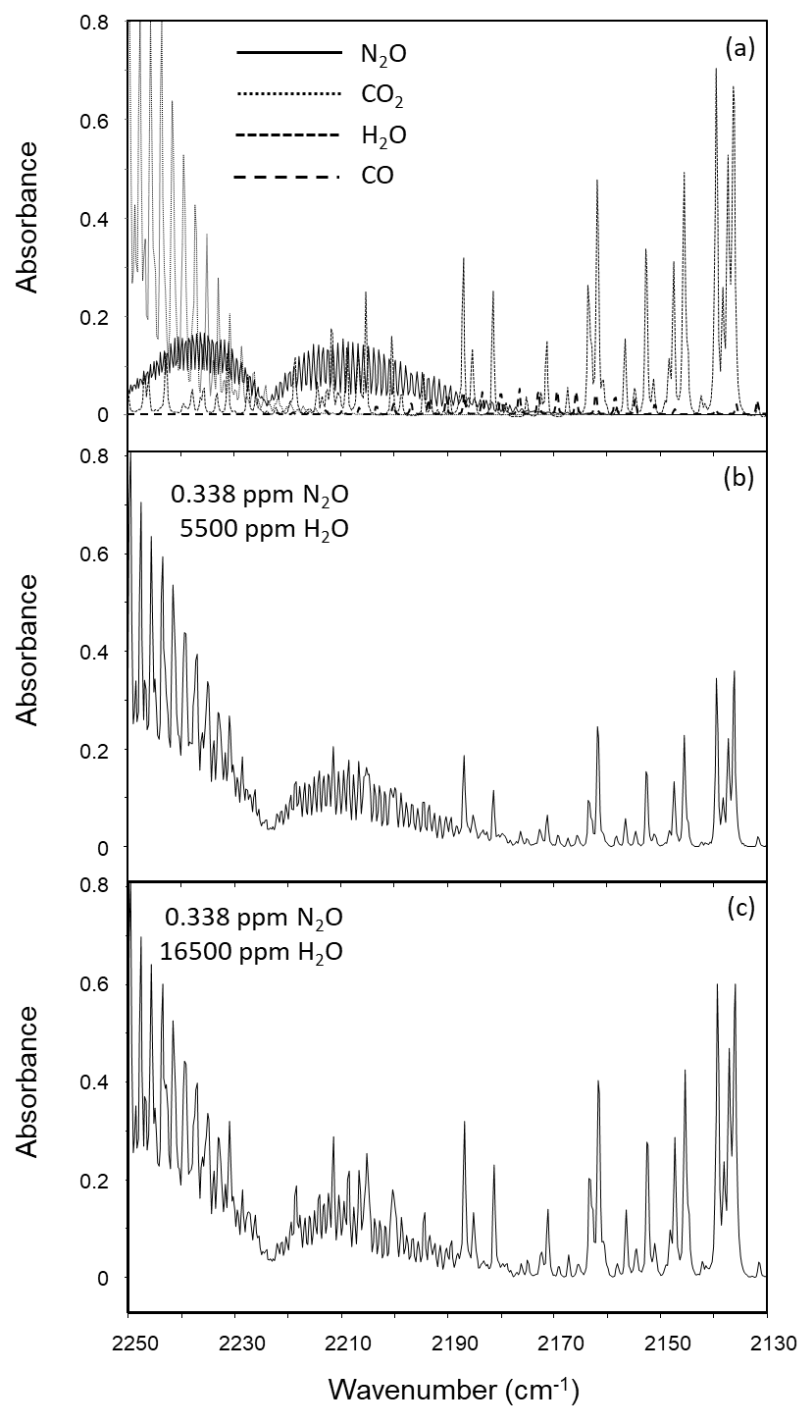 (a)
N₂O
CO₂
H₂O
CO
0.8
0.6
0.4
0.2
0
Absorbance
(b)
0.338 ppm N₂O
5500 ppm H₂O
0.8
0.6
0.4
0.2
0
Absorbance
(c)
0.338 ppm N₂O
16500 ppm H₂O
0.8
0.6
0.4
0.2
0
Absorbance
2250 2230 2210 2190 2170 2150 2130
Wavenumber (cm⁻¹)